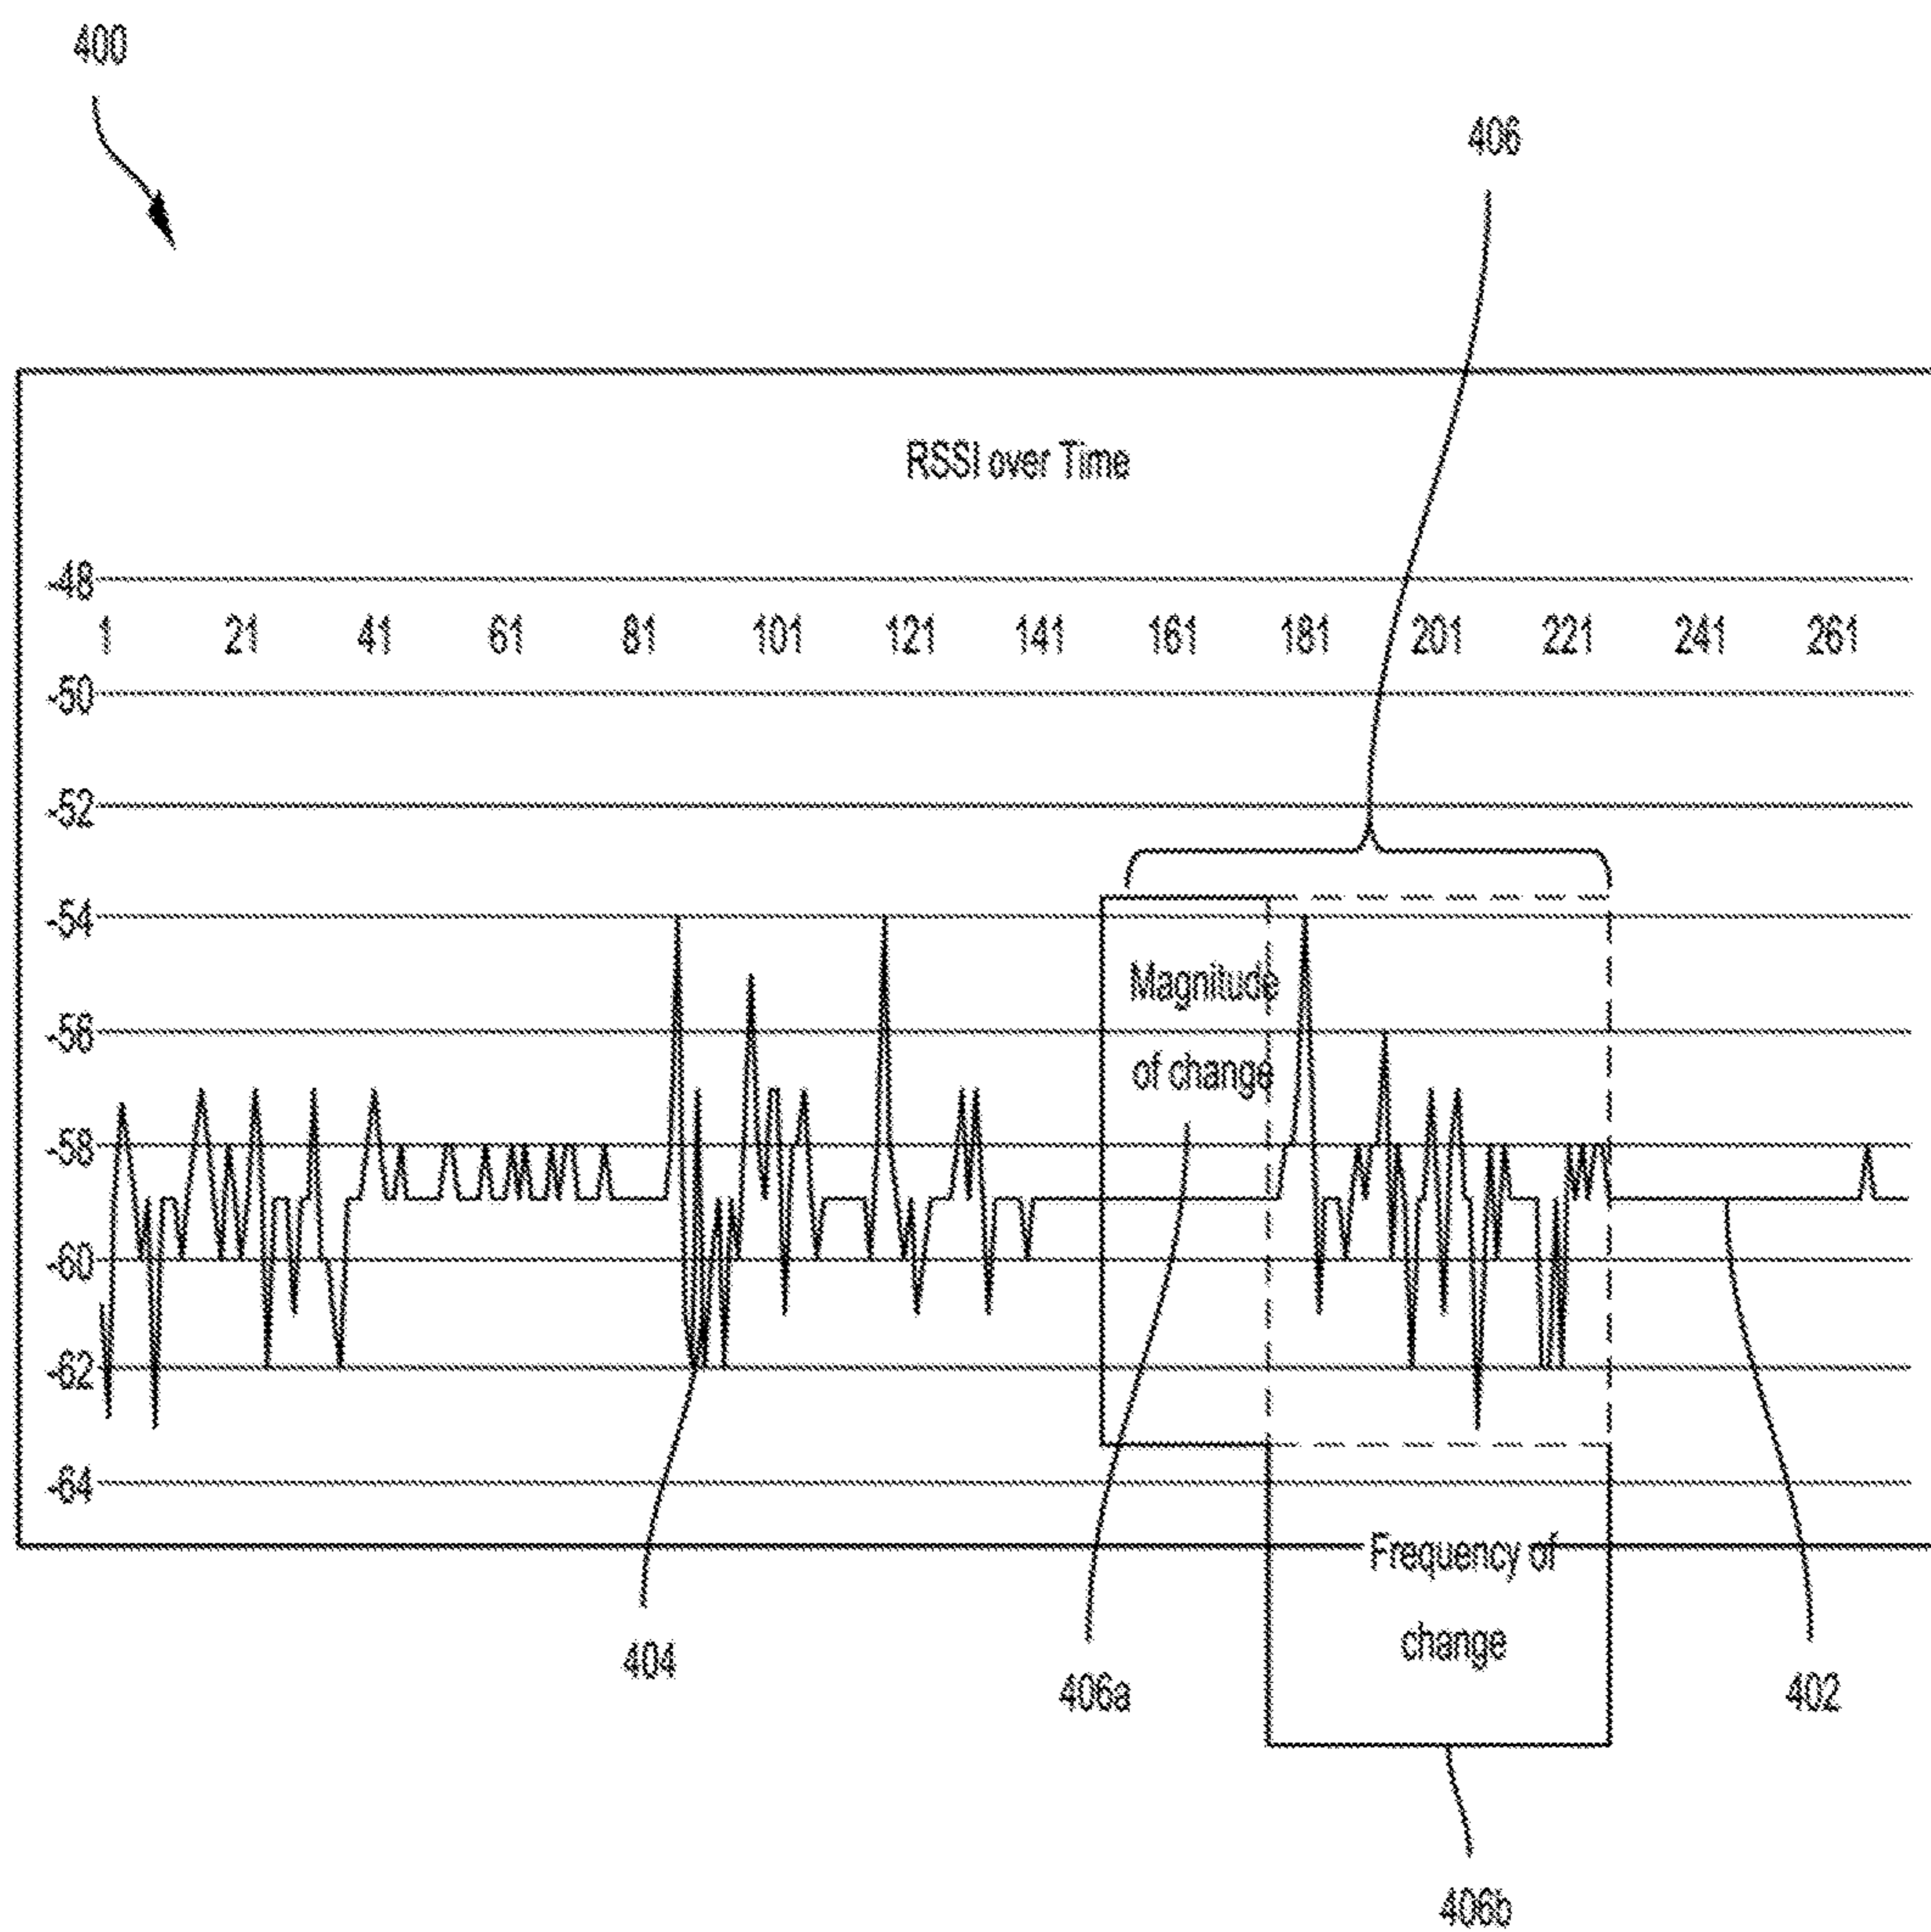 400
406
RSSI over Time
-48
1 21 41 61 81 101 121 141 161 181 201 221 241 261
-50
-52
-54
Magnitude
-56
of change
-58
-60
-62
-64
Frequency of
change
404
406a
402
406b